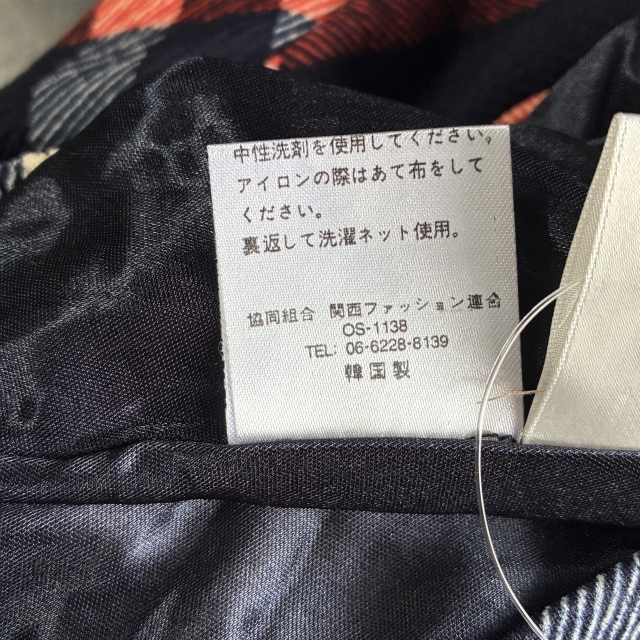 中性洗剤を使用してください。
アイロンの際はあて布をして
ください。
裏返して洗濯ネット使用。
協同組合 関西ファッション連合
OS-1138
TEL: 06-6228-8139
韓国製